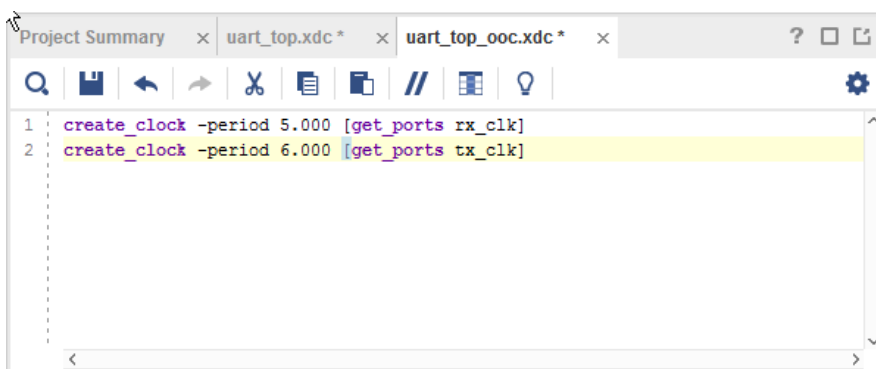 Project Summary × uart_top.xdc * × uart_top_ooc.xdc * × ?
1 create_clock -period 5.000 [get_ports rx_clk]
2 create_clock -period 6.000 [get_ports tx_clk]